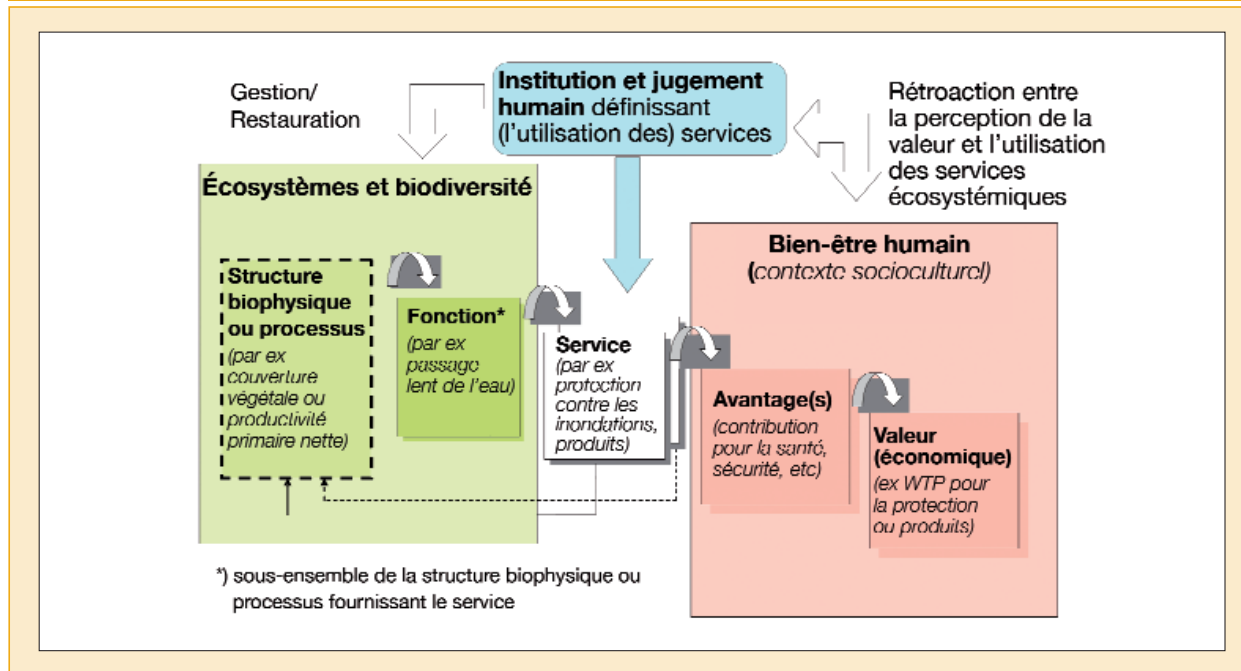 Gestion/
Restauration
Institution et jugement
humain définissant
(l'utilisation des) services
Rétroaction entre
la perception de la
valeur et l'utilisation
des services
écosystémiques
Écosystèmes et biodiversité
Structure
biophysique
ou processus
(par ex
couverture
végétale ou
productivité
primaire nette)
Fonction*
(par ex
passage
lent de l'eau)
Service
(par ex
protection
contre les
inondations,
produits)
Bien-être humain
(contexte socioculturel)
Avantage(s)
(contribution
pour la santé,
sécurité, etc)
Valeur
(économique)
(ex WTP pour
la protection
ou produits)
*) sous-ensemble de la structure biophysique ou
processus fournissant le service